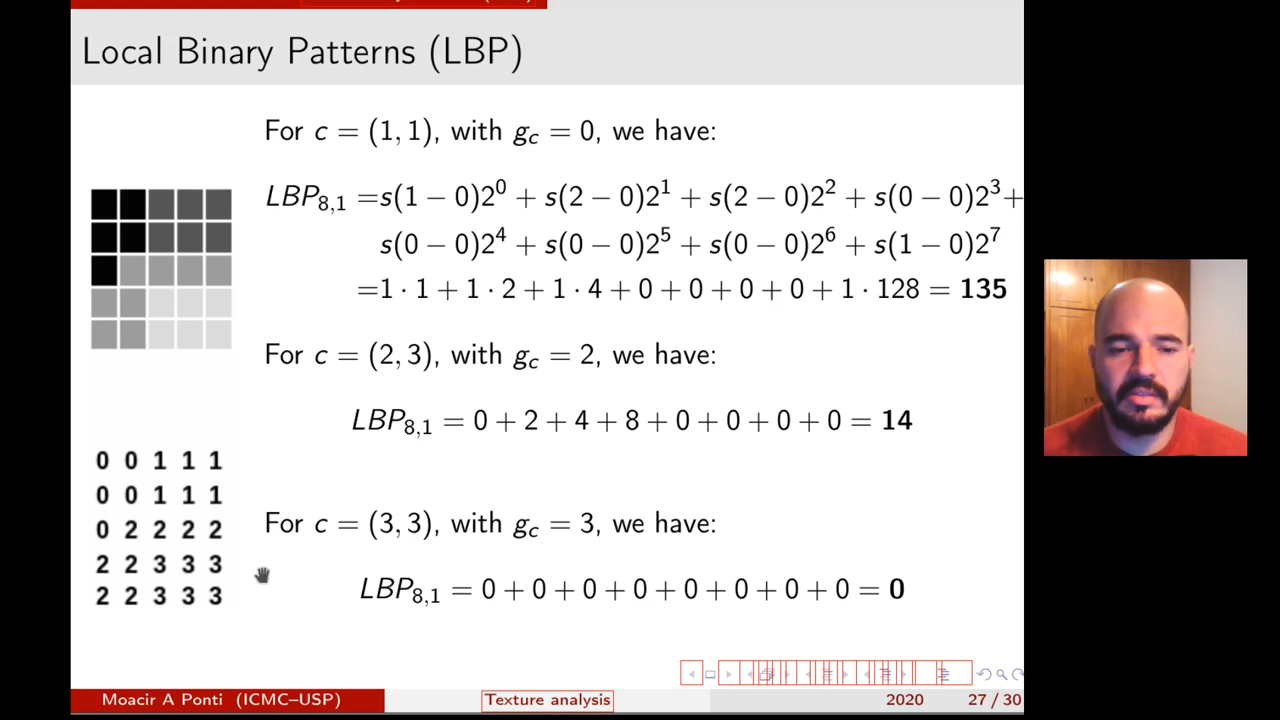 Local Binary Patterns (LBP)
For c = (1, 1), with g_c = 0, we have:
LBP_{8,1} =s(1 − 0)2^0 + s(2 − 0)2^1 + s(2 − 0)2^2 + s(0 − 0)2^3+
s(0 − 0)2^4 + s(0 − 0)2^5 + s(0 − 0)2^6 + s(1 − 0)2^7
=1 · 1 + 1 · 2 + 1 · 4 + 0 + 0 + 0 + 0 + 1 · 128 = 135
For c = (2, 3), with g_c = 2, we have:
LBP_{8,1} = 0 + 2 + 4 + 8 + 0 + 0 + 0 + 0 = 14
0 0 1 1 1
0 0 1 1 1
0 2 2 2 2
2 2 3 3 3
2 2 3 3 3
For c = (3, 3), with g_c = 3, we have:
LBP_{8,1} = 0 + 0 + 0 + 0 + 0 + 0 + 0 + 0 = 0
Moacir A Ponti (ICMC–USP)
Texture analysis
2020
27 / 30